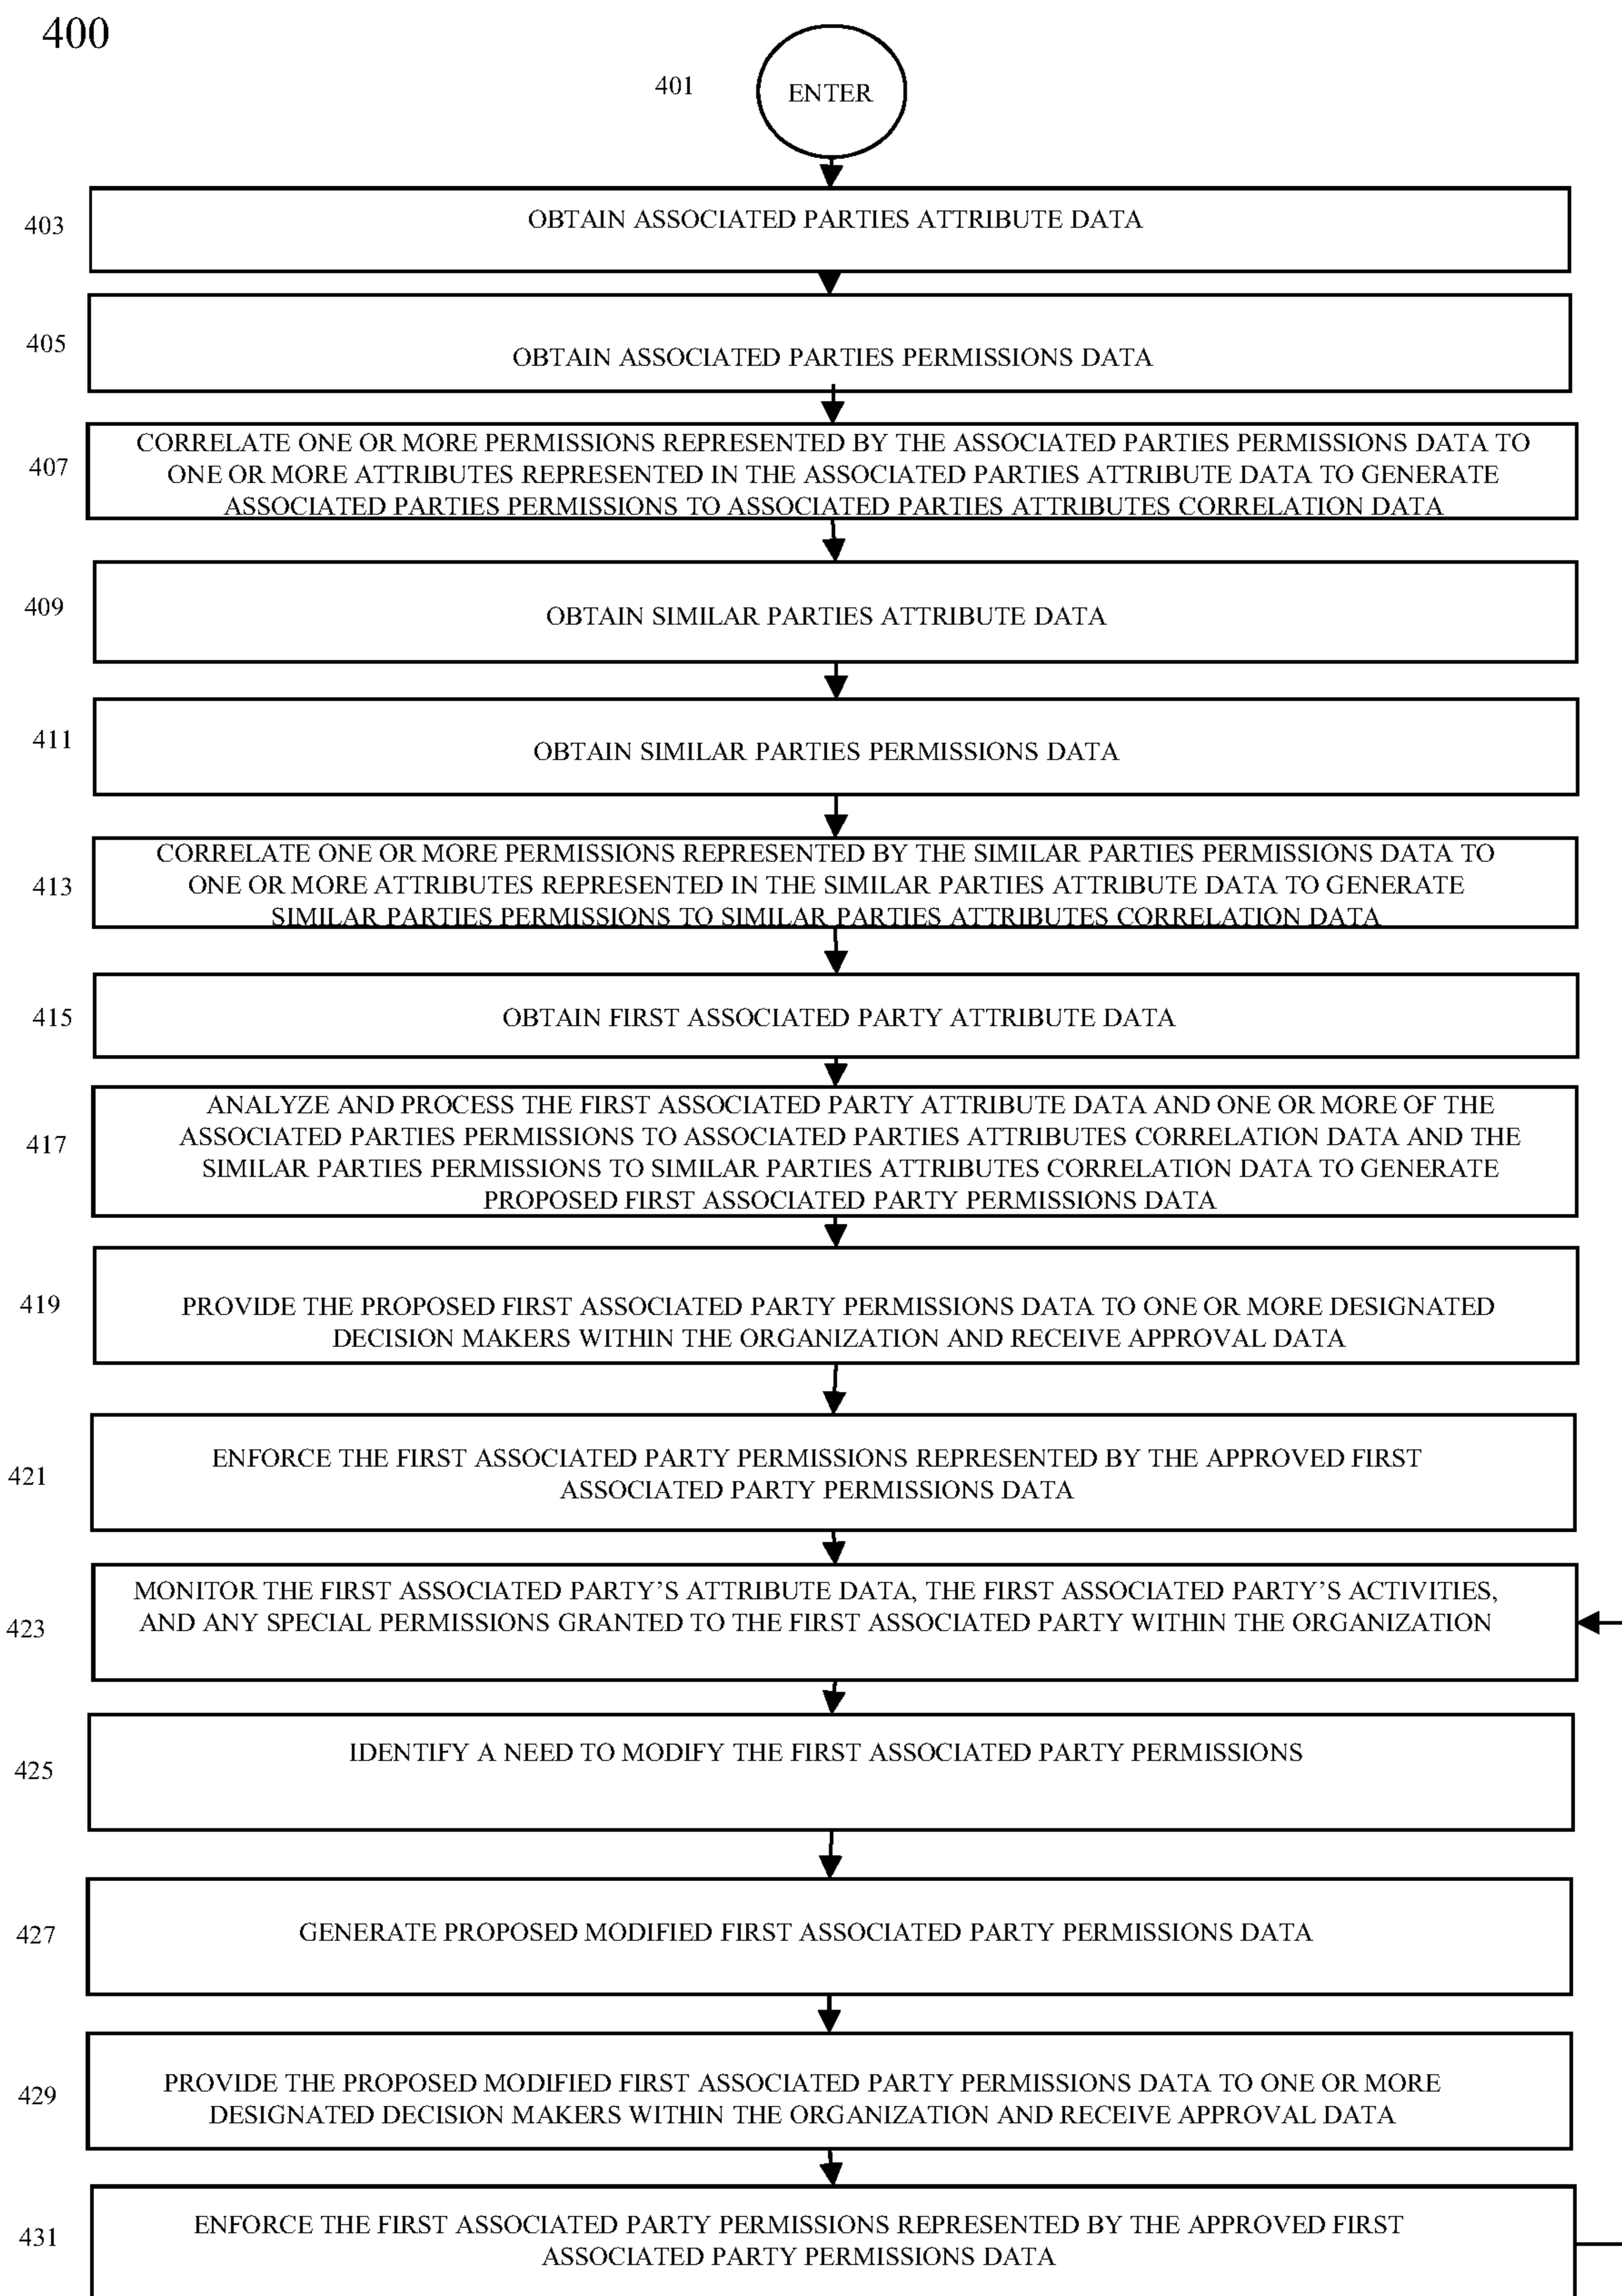 400
401
ENTER
403
OBTAIN ASSOCIATED PARTIES ATTRIBUTE DATA
405
OBTAIN ASSOCIATED PARTIES PERMISSIONS DATA
407
CORRELATE ONE OR MORE PERMISSIONS REPRESENTED BY THE ASSOCIATED PARTIES PERMISSIONS DATA TO
ONE OR MORE ATTRIBUTES REPRESENTED IN THE ASSOCIATED PARTIES ATTRIBUTE DATA TO GENERATE
ASSOCIATED PARTIES PERMISSIONS TO ASSOCIATED PARTIES ATTRIBUTES CORRELATION DATA
409
OBTAIN SIMILAR PARTIES ATTRIBUTE DATA
411
OBTAIN SIMILAR PARTIES PERMISSIONS DATA
413
CORRELATE ONE OR MORE PERMISSIONS REPRESENTED BY THE SIMILAR PARTIES PERMISSIONS DATA TO
ONE OR MORE ATTRIBUTES REPRESENTED IN THE SIMILAR PARTIES ATTRIBUTE DATA TO GENERATE
SIMILAR PARTIES PERMISSIONS TO SIMILAR PARTIES ATTRIBUTES CORRELATION DATA
415
OBTAIN FIRST ASSOCIATED PARTY ATTRIBUTE DATA
417
ANALYZE AND PROCESS THE FIRST ASSOCIATED PARTY ATTRIBUTE DATA AND ONE OR MORE OF THE
ASSOCIATED PARTIES PERMISSIONS TO ASSOCIATED PARTIES ATTRIBUTES CORRELATION DATA AND THE
SIMILAR PARTIES PERMISSIONS TO SIMILAR PARTIES ATTRIBUTES CORRELATION DATA TO GENERATE
PROPOSED FIRST ASSOCIATED PARTY PERMISSIONS DATA
419
PROVIDE THE PROPOSED FIRST ASSOCIATED PARTY PERMISSIONS DATA TO ONE OR MORE DESIGNATED
DECISION MAKERS WITHIN THE ORGANIZATION AND RECEIVE APPROVAL DATA
421
ENFORCE THE FIRST ASSOCIATED PARTY PERMISSIONS REPRESENTED BY THE APPROVED FIRST
ASSOCIATED PARTY PERMISSIONS DATA
423
MONITOR THE FIRST ASSOCIATED PARTY'S ATTRIBUTE DATA, THE FIRST ASSOCIATED PARTY'S ACTIVITIES,
AND ANY SPECIAL PERMISSIONS GRANTED TO THE FIRST ASSOCIATED PARTY WITHIN THE ORGANIZATION
425
IDENTIFY A NEED TO MODIFY THE FIRST ASSOCIATED PARTY PERMISSIONS
427
GENERATE PROPOSED MODIFIED FIRST ASSOCIATED PARTY PERMISSIONS DATA
429
PROVIDE THE PROPOSED MODIFIED FIRST ASSOCIATED PARTY PERMISSIONS DATA TO ONE OR MORE
DESIGNATED DECISION MAKERS WITHIN THE ORGANIZATION AND RECEIVE APPROVAL DATA
431
ENFORCE THE FIRST ASSOCIATED PARTY PERMISSIONS REPRESENTED BY THE APPROVED FIRST
ASSOCIATED PARTY PERMISSIONS DATA